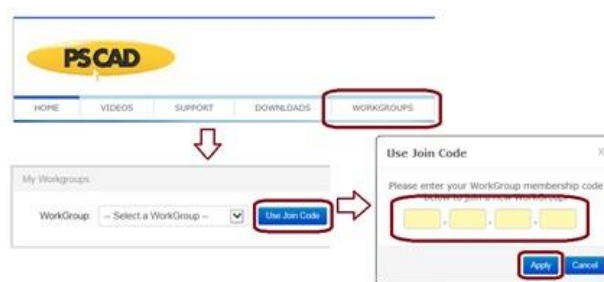 PSCAD
HOME VIDEOS SUPPORT DOWNLOADS WORKGROUPS
My Workgroups
WorkGroup: -- Select a WorkGroup -- Use Join Code
Use Join Code X
Please enter your WorkGroup membership code
below to join a new WorkGroup.
- - -
Apply Cancel